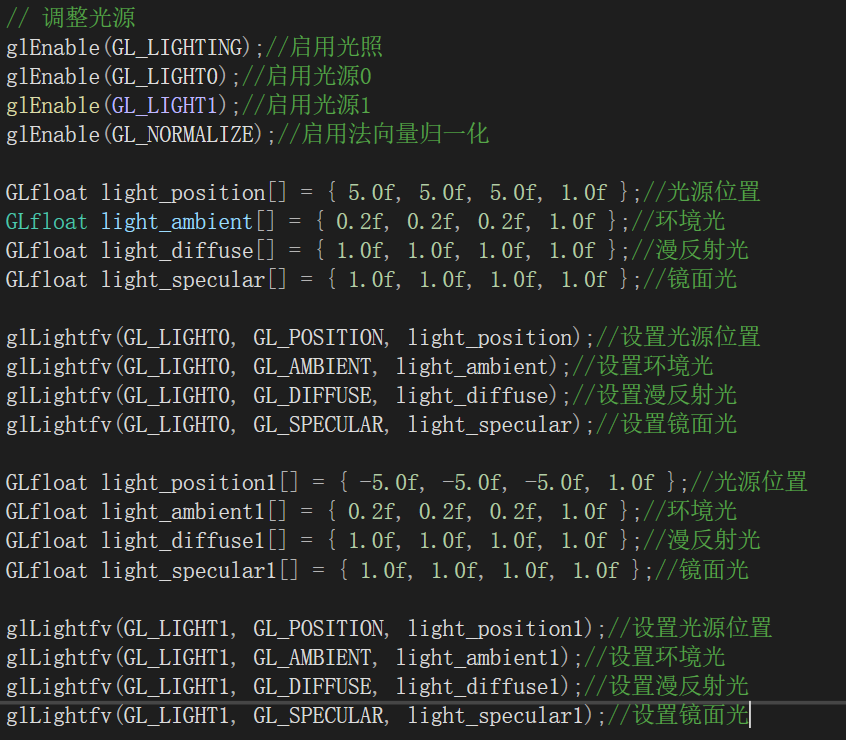 // 调整光源
glEnable(GL_LIGHTING);//启用光照
glEnable(GL_LIGHT0);//启用光源0
glEnable(GL_LIGHT1);//启用光源1
glEnable(GL_NORMALIZE);//启用法向量归一化
GLfloat light_position[] = { 5.0f, 5.0f, 5.0f, 1.0f };//光源位置
GLfloat light_ambient[] = { 0.2f, 0.2f, 0.2f, 1.0f };//环境光
GLfloat light_diffuse[] = { 1.0f, 1.0f, 1.0f, 1.0f };//漫反射光
GLfloat light_specular[] = { 1.0f, 1.0f, 1.0f, 1.0f };//镜面光
glLightfv(GL_LIGHT0, GL_POSITION, light_position);//设置光源位置
glLightfv(GL_LIGHT0, GL_AMBIENT, light_ambient);//设置环境光
glLightfv(GL_LIGHT0, GL_DIFFUSE, light_diffuse);//设置漫反射光
glLightfv(GL_LIGHT0, GL_SPECULAR, light_specular);//设置镜面光
GLfloat light_position1[] = { -5.0f, -5.0f, -5.0f, 1.0f };//光源位置
GLfloat light_ambient1[] = { 0.2f, 0.2f, 0.2f, 1.0f };//环境光
GLfloat light_diffuse1[] = { 1.0f, 1.0f, 1.0f, 1.0f };//漫反射光
GLfloat light_specular1[] = { 1.0f, 1.0f, 1.0f, 1.0f };//镜面光
glLightfv(GL_LIGHT1, GL_POSITION, light_position1);//设置光源位置
glLightfv(GL_LIGHT1, GL_AMBIENT, light_ambient1);//设置环境光
glLightfv(GL_LIGHT1, GL_DIFFUSE, light_diffuse1);//设置漫反射光
glLightfv(GL_LIGHT1, GL_SPECULAR, light_specular1);//设置镜面光